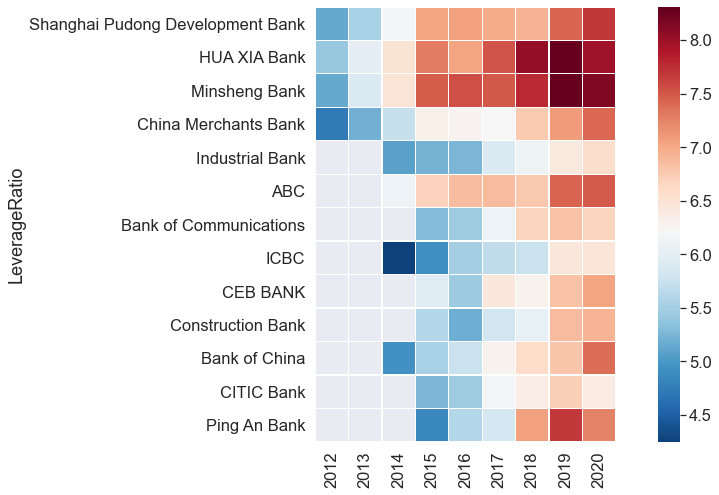 Shanghai Pudong Development Bank
HUA XIA Bank
Minsheng Bank
China Merchants Bank
Industrial Bank
ABC
Bank of Communications
ICBC
CEB BANK
Construction Bank
Bank of China
CITIC Bank
Ping An Bank
LeverageRatio
2012 2013 2014 2015 2016 2017 2018 2019 2020
8.0
7.5
7.0
6.5
6.0
5.5
5.0
4.5